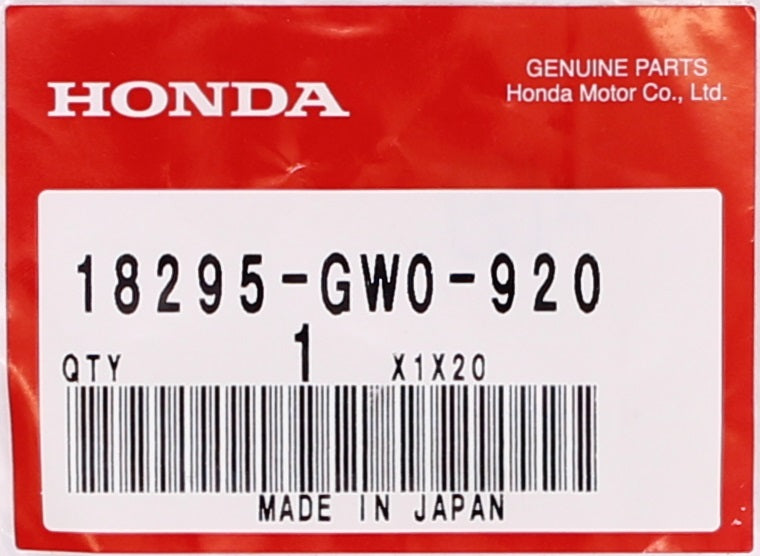 HONDA
GENUINE PARTS
Honda Motor Co., Ltd.
18295-GW0-920
QTY 1 X1X20
MADE IN JAPAN